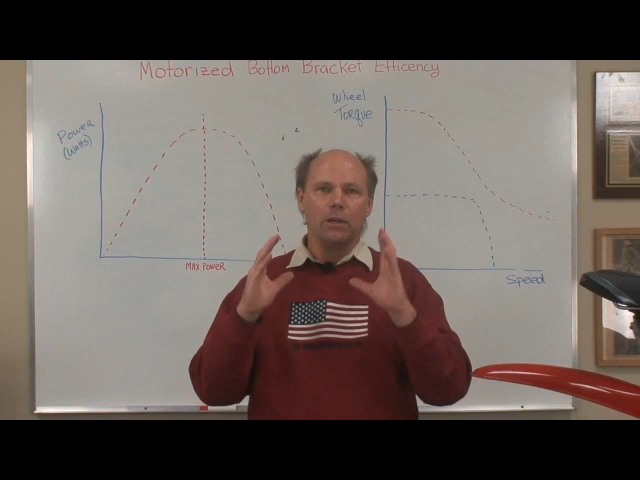 Motorized Bottom Bracket Efficency
Power
(WATTS)
MAX POWER
Wheel
Torque
Speed